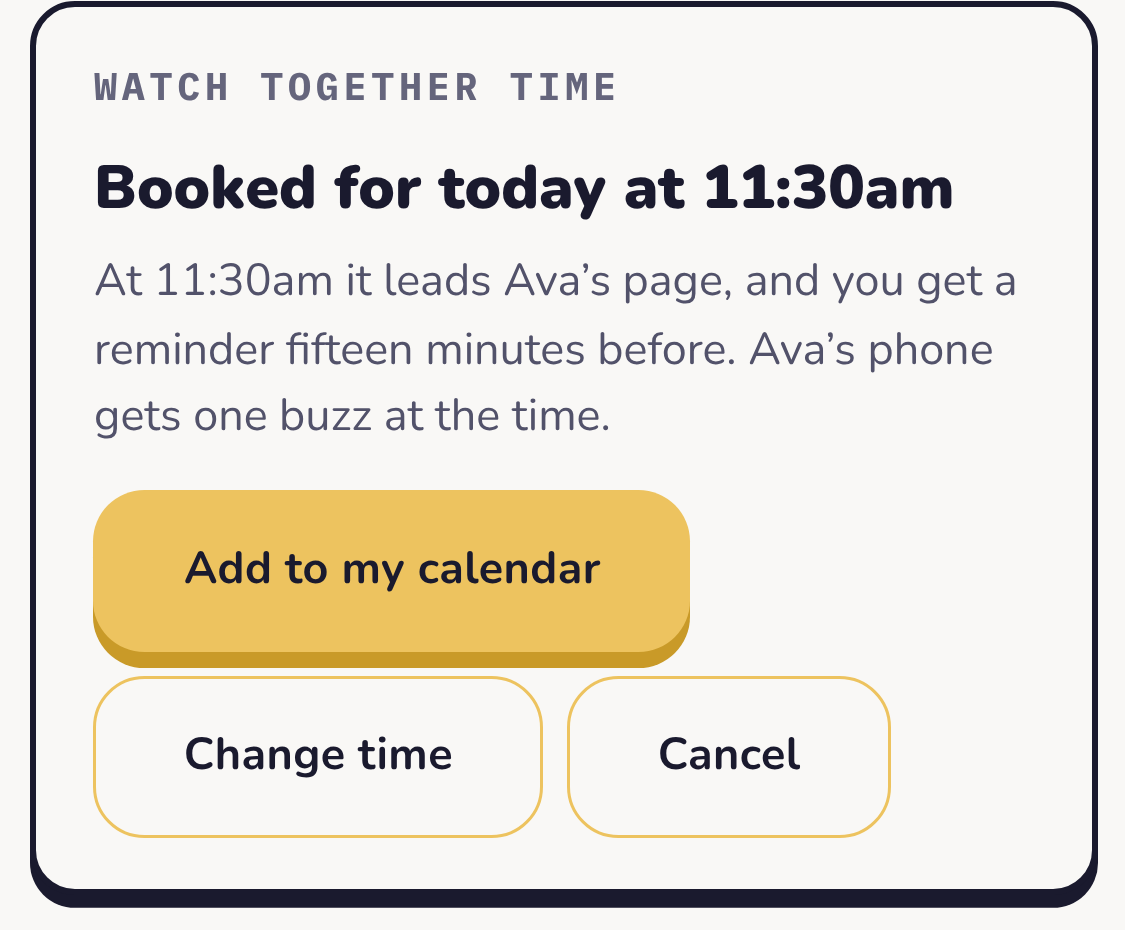 WATCH TOGETHER TIME
Booked for today at 11:30am
At 11:30am it leads Ava’s page, and you get a
reminder fifteen minutes before. Ava’s phone
gets one buzz at the time.
Add to my calendar
Change time
Cancel